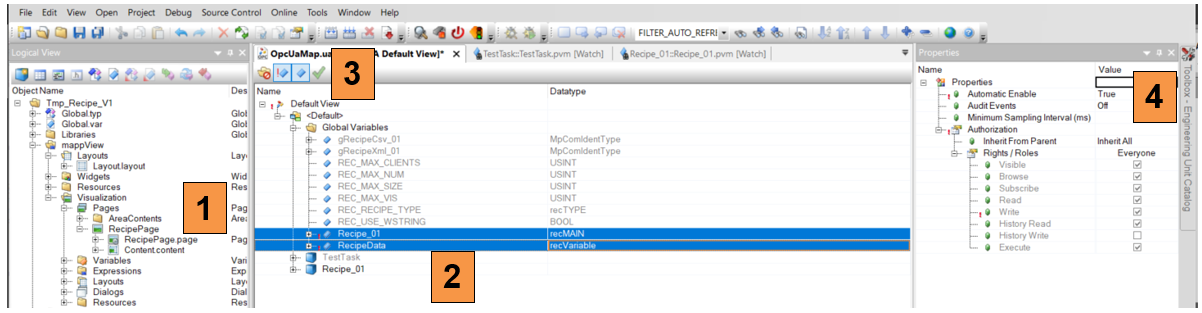 File Edit View Open Project Debug Source Control Online Tools Window Help
FILTER_AUTO_REFRI
Logical View
Object Name Des
Tmp_Recipe_V1
Global.typ Glol
Global.var Glol
Libraries Glol
mappView
Layouts Layo
Layout.layout
Widgets Wid
Resources Res
Visualization
Pages Pag
AreaContents Area
RecipePage
RecipePage.page Pag
Content.content
Variables Vari
Expressions Exp
Layouts Layo
Dialogs Dial
Resources Res
1
OpcUaMap.ua A Default View]* X
TestTask::TestTask.pvm [Watch]
Recipe_01::Recipe_01.pvm [Watch]
3
Name Datatype
Default View
<Default>
Global Variables
gRecipeCsv_01 MpComIdentType
gRecipeXml_01 MpComIdentType
REC_MAX_CLIENTS USINT
REC_MAX_NUM USINT
REC_MAX_SIZE USINT
REC_MAX_VIS USINT
REC_RECIPE_TYPE recTYPE
REC_USE_WSTRING BOOL
Recipe_01 recMAIN
RecipeData recVariable
TestTask
Recipe_01
2
Properties
Name Value
Properties
Automatic Enable True
Audit Events Off
Minimum Sampling Interval (ms)
Authorization
Inherit From Parent Inherit All
Rights / Roles Everyone
Visible
Browse
Subscribe
Read
Write
History Read
History Write
Execute
4
Toolbox - Engineering Unit Catalog